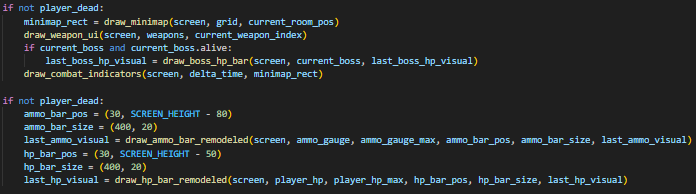 if not player_dead:
    minimap_rect = draw_minimap(screen, grid, current_room_pos)
    draw_weapon_ui(screen, weapons, current_weapon_index)
    if current_boss and current_boss.alive:
        last_boss_hp_visual = draw_boss_hp_bar(screen, current_boss, last_boss_hp_visual)
    draw_combat_indicators(screen, delta_time, minimap_rect)

if not player_dead:
    ammo_bar_pos = (30, SCREEN_HEIGHT - 80)
    ammo_bar_size = (400, 20)
    last_ammo_visual = draw_ammo_bar_remodeled(screen, ammo_gauge, ammo_gauge_max, ammo_bar_pos, ammo_bar_size, last_ammo_visual)
    hp_bar_pos = (30, SCREEN_HEIGHT - 50)
    hp_bar_size = (400, 20)
    last_hp_visual = draw_hp_bar_remodeled(screen, player_hp, player_hp_max, hp_bar_pos, hp_bar_size, last_hp_visual)